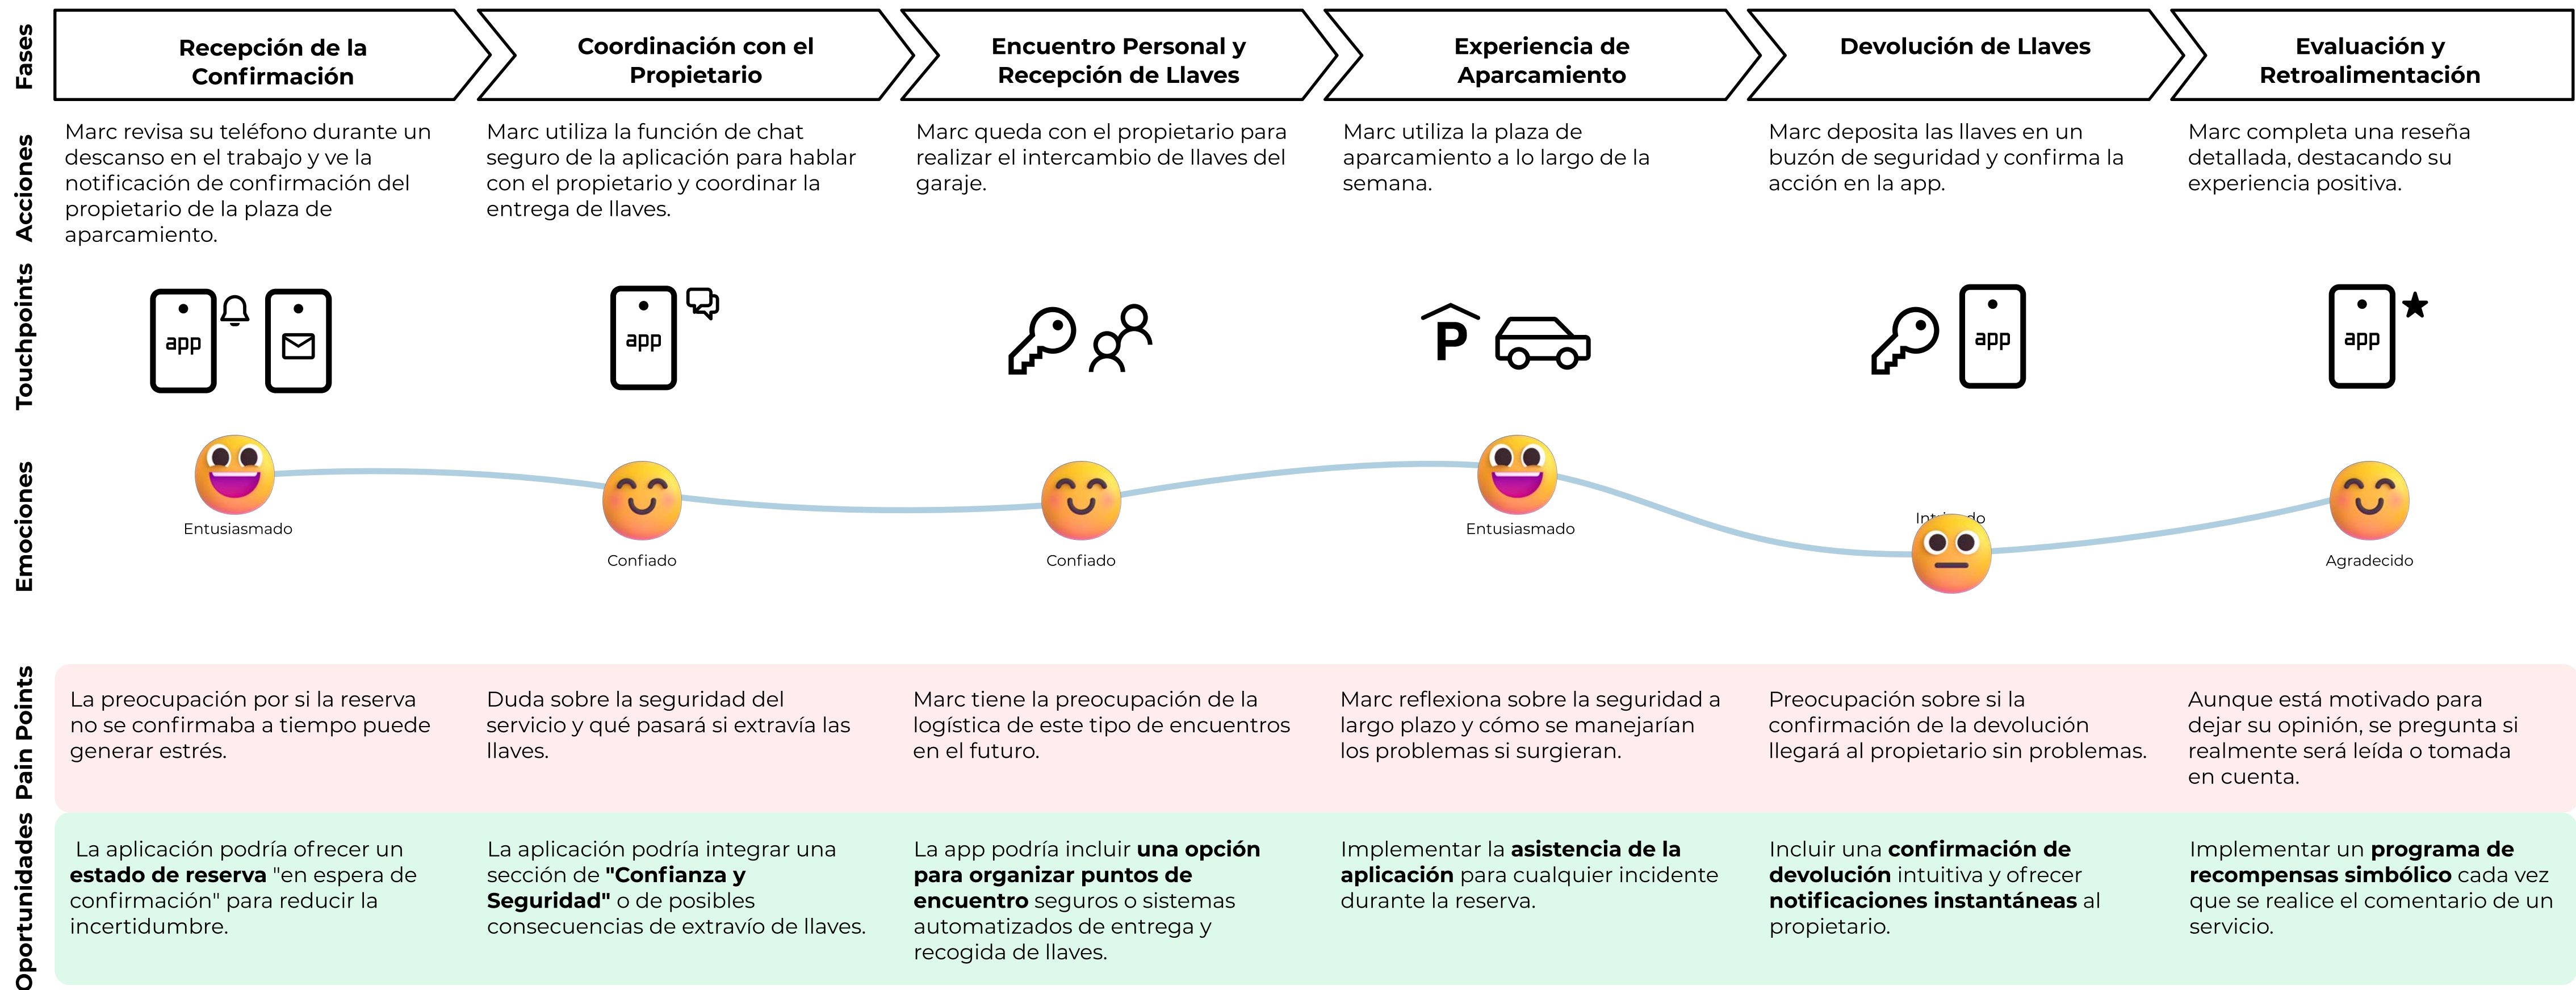 Fases
Recepción de la
Confirmación
Coordinación con el
Propietario
Encuentro Personal y
Recepción de Llaves
Experiencia de
Aparcamiento
Devolución de Llaves
Evaluación y
Retroalimentación
Acciones
Marc revisa su teléfono durante un
descanso en el trabajo y ve la
notificación de confirmación del
propietario de la plaza de
aparcamiento.
Marc utiliza la función de chat
seguro de la aplicación para hablar
con el propietario y coordinar la
entrega de llaves.
Marc queda con el propietario para
realizar el intercambio de llaves del
garaje.
Marc utiliza la plaza de
aparcamiento a lo largo de la
semana.
Marc deposita las llaves en un
buzón de seguridad y confirma la
acción en la app.
Marc completa una reseña
detallada, destacando su
experiencia positiva.
Touchpoints
app
app
P
app
app
Emociones
Entusiasmado
Confiado
Confiado
Entusiasmado
Agradecido
Pain Points
La preocupación por si la reserva
no se confirmaba a tiempo puede
generar estrés.
Duda sobre la seguridad del
servicio y qué pasará si extravía las
llaves.
Marc tiene la preocupación de la
logística de este tipo de encuentros
en el futuro.
Marc reflexiona sobre la seguridad a
largo plazo y cómo se manejarían
los problemas si surgieran.
Preocupación sobre si la
confirmación de la devolución
llegará al propietario sin problemas.
Aunque está motivado para
dejar su opinión, se pregunta si
realmente será leída o tomada
en cuenta.
Oportunidades
La aplicación podría ofrecer un
estado de reserva "en espera de
confirmación" para reducir la
incertidumbre.
La aplicación podría integrar una
sección de "Confianza y
Seguridad" o de posibles
consecuencias de extravío de llaves.
La app podría incluir una opción
para organizar puntos de
encuentro seguros o sistemas
automatizados de entrega y
recogida de llaves.
Implementar la asistencia de la
aplicación para cualquier incidente
durante la reserva.
Incluir una confirmación de
devolución intuitiva y ofrecer
notificaciones instantáneas al
propietario.
Implementar un programa de
recompensas simbólico cada vez
que se realice el comentario de un
servicio.